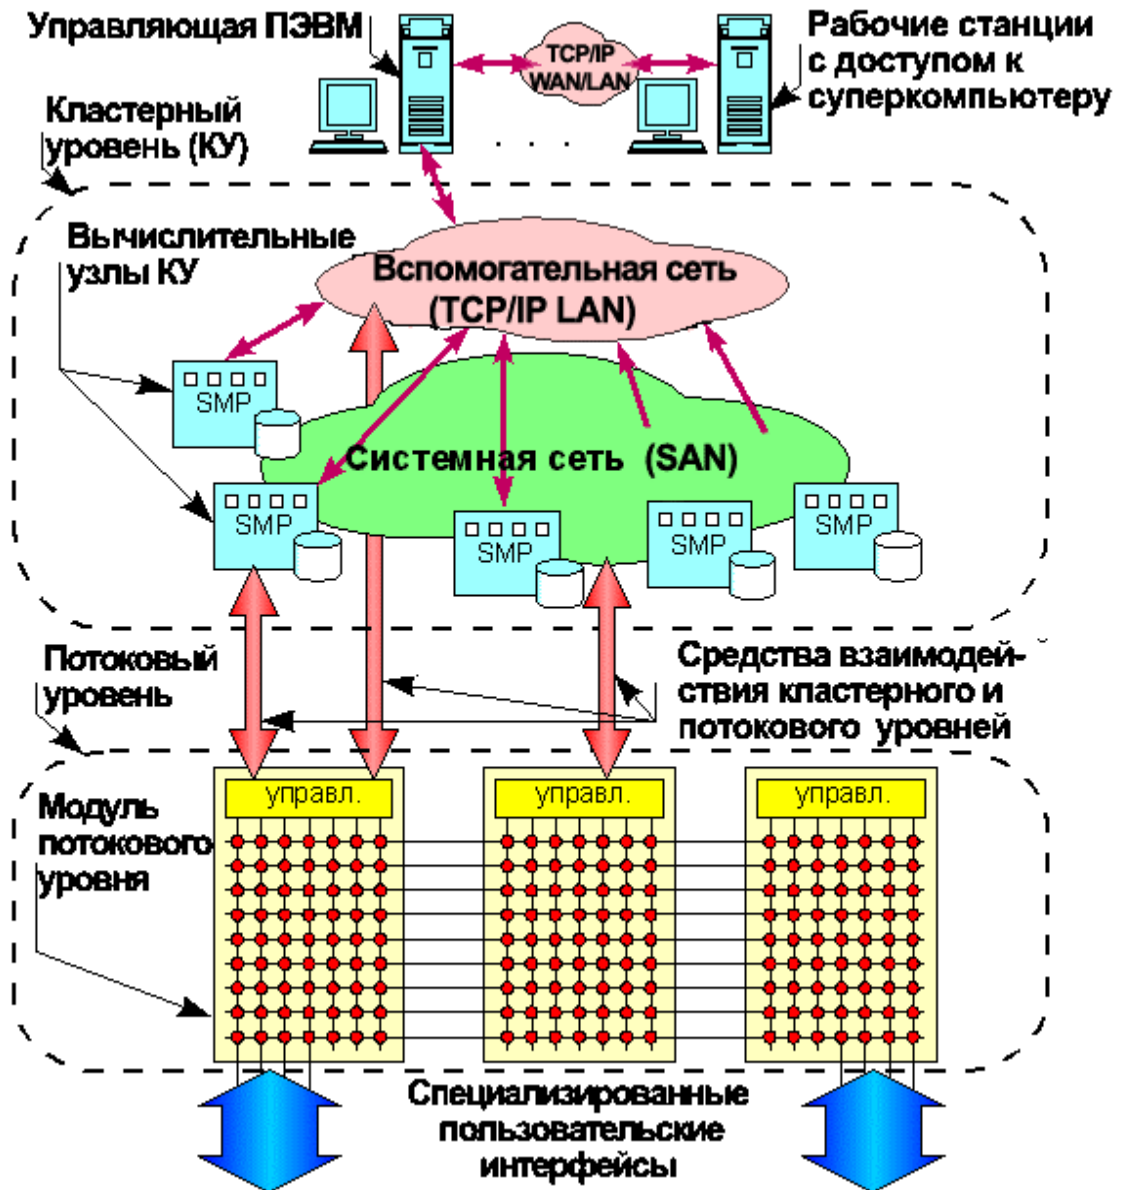 Управляющая ПЭВМ
TCP/IP
WAN/LAN
Рабочие станции
с доступом к
суперкомпьютеру
. . .
Кластерный
уровень (КУ)
Вычислительные
узлы КУ
Вспомогательная сеть
(TCP/IP LAN)
SMP
Системная сеть (SAN)
SMP
SMP
SMP
SMP
Потоковый
уровень
Средства взаимодей-
ствия кластерного и
потокового уровней
Модуль
потокового
уровня
управл.
управл.
управл.
Специализированные
пользовательские
интерфейсы